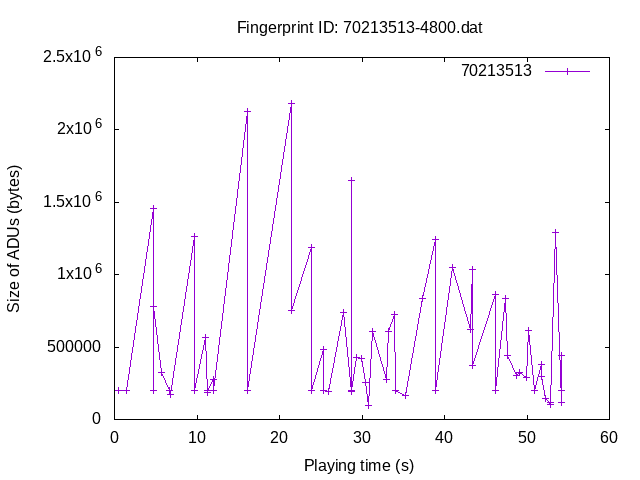 Fingerprint ID: 70213513-4800.dat
70213513
Size of ADUs (bytes)
2.5x10^6
2x10^6
1.5x10^6
1x10^6
500000
0
0 10 20 30 40 50 60
Playing time (s)